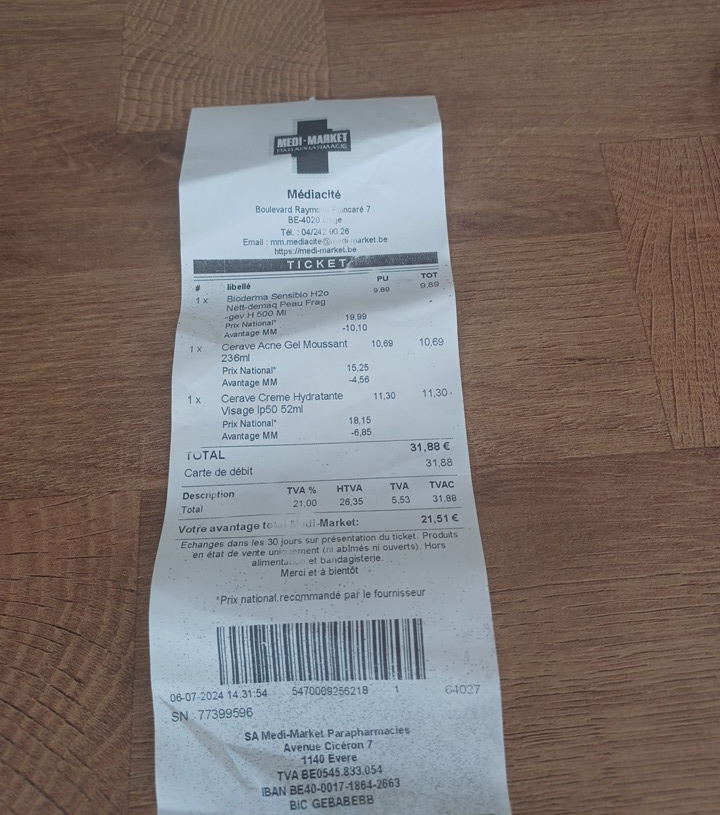 MEDI-MARKET
PARAPHARMACIE
Médiacité
Boulevard 7
BE-4020
Tél. : 04/242 90 26
Email : mm.mediacite@medi-market.be
https://medi-market.be
TICKET
# libellé PU TOT
1 x Bioderma Sensibio H2o 9,89 9,89
Nett-demaq Peau Frag
-gev H 500 Ml
Prix National* 19,99
Avantage MM -10,10
1 x Cerave Acne Gel Moussant 10,69 10,69
236ml
Prix National* 15,25
Avantage MM -4,56
1 x Cerave Creme Hydratante 11,30 11,30
Visage Ip50 52ml
Prix National* 18,15
Avantage MM -6,85
TOTAL 31,88 €
Carte de débit 31,88
Description TVA % HTVA TVA TVAC
Total 21,00 26,35 5,53 31,88
Votre avantage total Medi-Market: 21,51 €
Echanges dans les 30 jours sur présentation du ticket. Produits
en état de vente uniquement (ni abîmés ni ouverts). Hors
et bandagisterie.
Merci et à bientôt
*Prix national recommandé par le fournisseur
06-07-2024 14:31:54 5470009256218 1 64027
SN : 77399596
SA Medi-Market Parapharmacies
Avenue Cicéron 7
1140 Evere
TVA BE0545.833.054
IBAN BE40-0017-1864-2663
BIC GEBABEBB